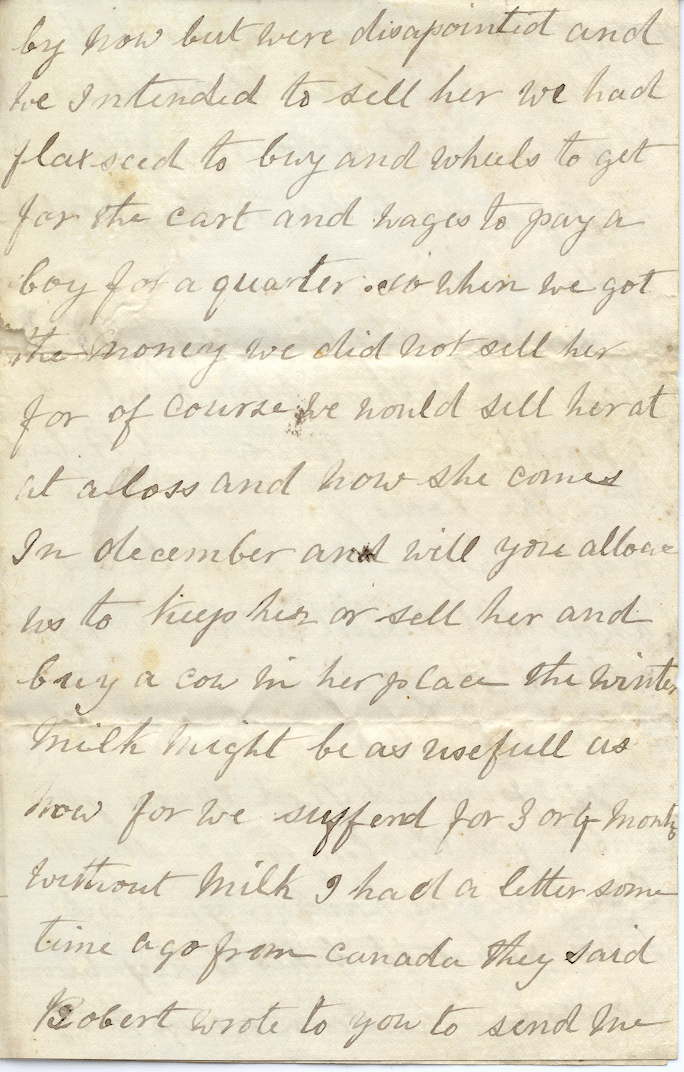 by now but were disapointed and
we Intended to sell her we had
flaxseed to buy and wheels to get
for the cart and wages to pay a
boy for a quarter . so when we got
the money we did not sell her
for of course we would sell her at
at a loss and now she comes
In december and will you allow
us to keep her or sell her and
buy a cow in her place the winter
Milk Might be as usefull as
now for we sufferd for 3 or 4 Months
without Milk I had a letter some
time ago from canada they said
Robert wrote to you to send me